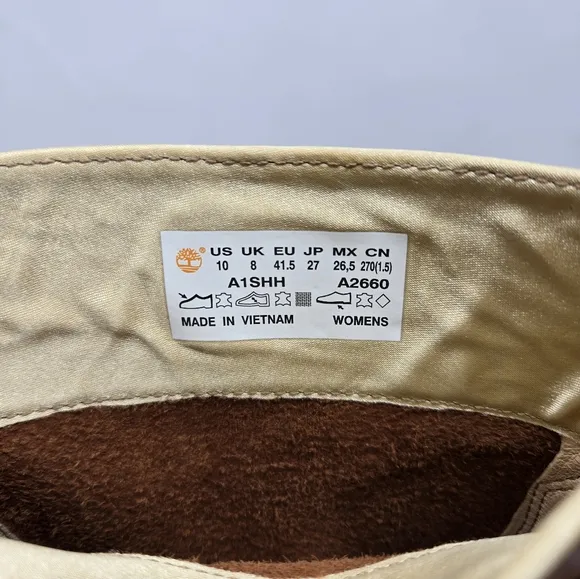 US UK EU JP MX CN
10 8 41.5 27 26,5 270(1.5)
A1SHH A2660
MADE IN VIETNAM WOMENS